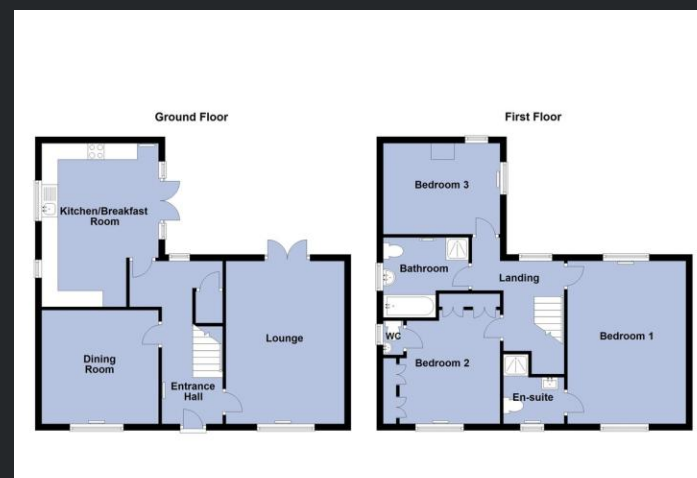 Ground Floor
Kitchen/Breakfast
Room
Dining
Room
Entrance
Hall
Lounge
First Floor
Bedroom 3
Bathroom
Landing
WC
Bedroom 2
Bedroom 1
En-suite